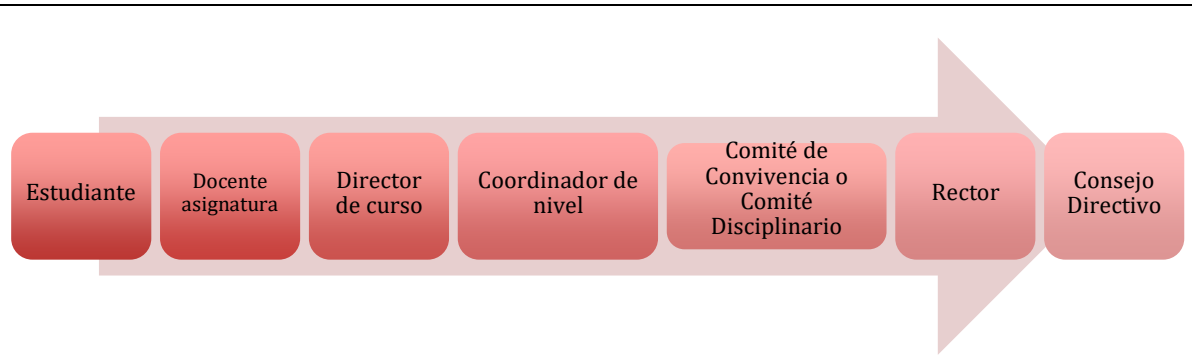 Estudiante
Docente
asignatura
Director
de curso
Coordinador de
nivel
Comité de
Convivencia o
Comité
Disciplinario
Rector
Consejo
Directivo